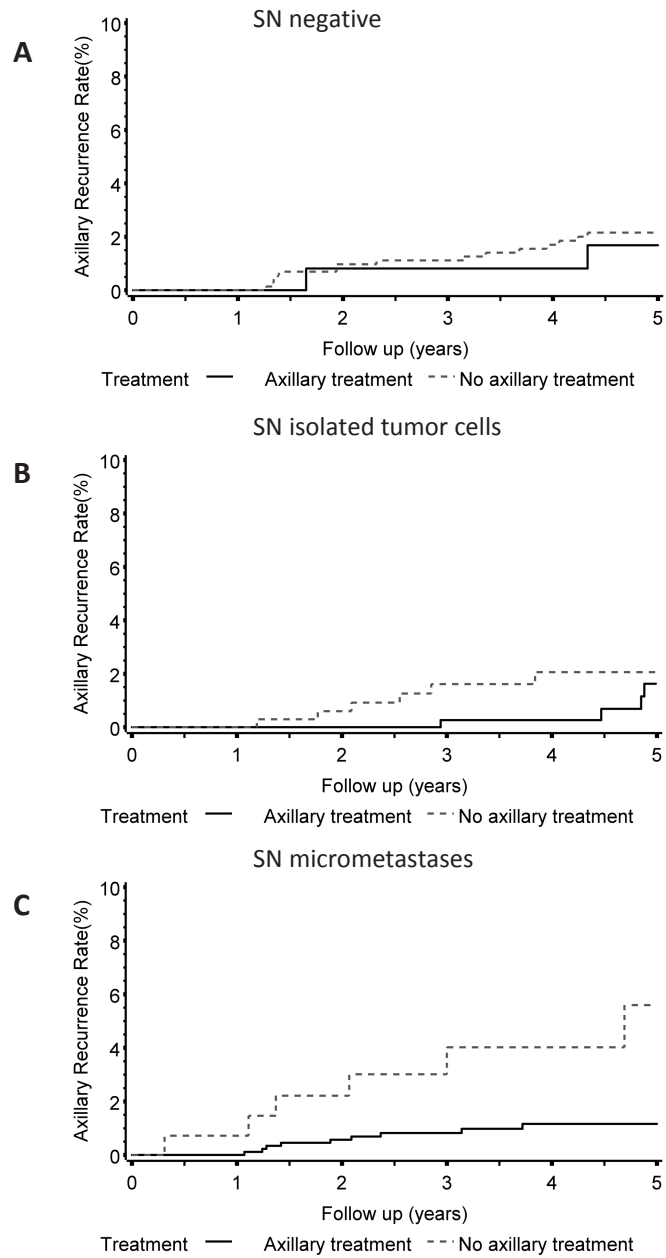 SN negative
A
Axillary Recurrence Rate(%)
10
8
6
4
2
0
0 1 2 3 4 5
Follow up (years)
Treatment Axillary treatment No axillary treatment
SN isolated tumor cells
B
Axillary Recurrence Rate(%)
10
8
6
4
2
0
0 1 2 3 4 5
Follow up (years)
Treatment Axillary treatment No axillary treatment
SN micrometastases
C
Axillary Recurrence Rate(%)
10
8
6
4
2
0
0 1 2 3 4 5
Follow up (years)
Treatment Axillary treatment No axillary treatment